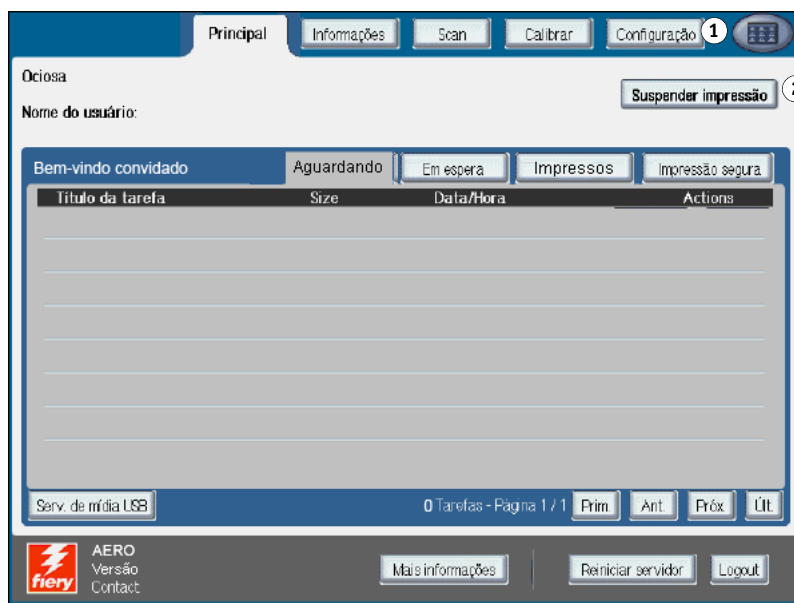 Principal Informações Scan Calibrar Configuração 1
Ociosa
Suspender impressão 2
Nome do usuário:
Bem-vindo convidado Aguardando Em espera Impressos Impressão segura
Título da tarefa Size Data/Hora Actions
Serv. de mídia USB 0 Tarefas - Página 1 / 1 Prim. Ant. Próx Últ.
AERO
Versão
Contact
fiery
Mais informações Reiniciar servidor Logout